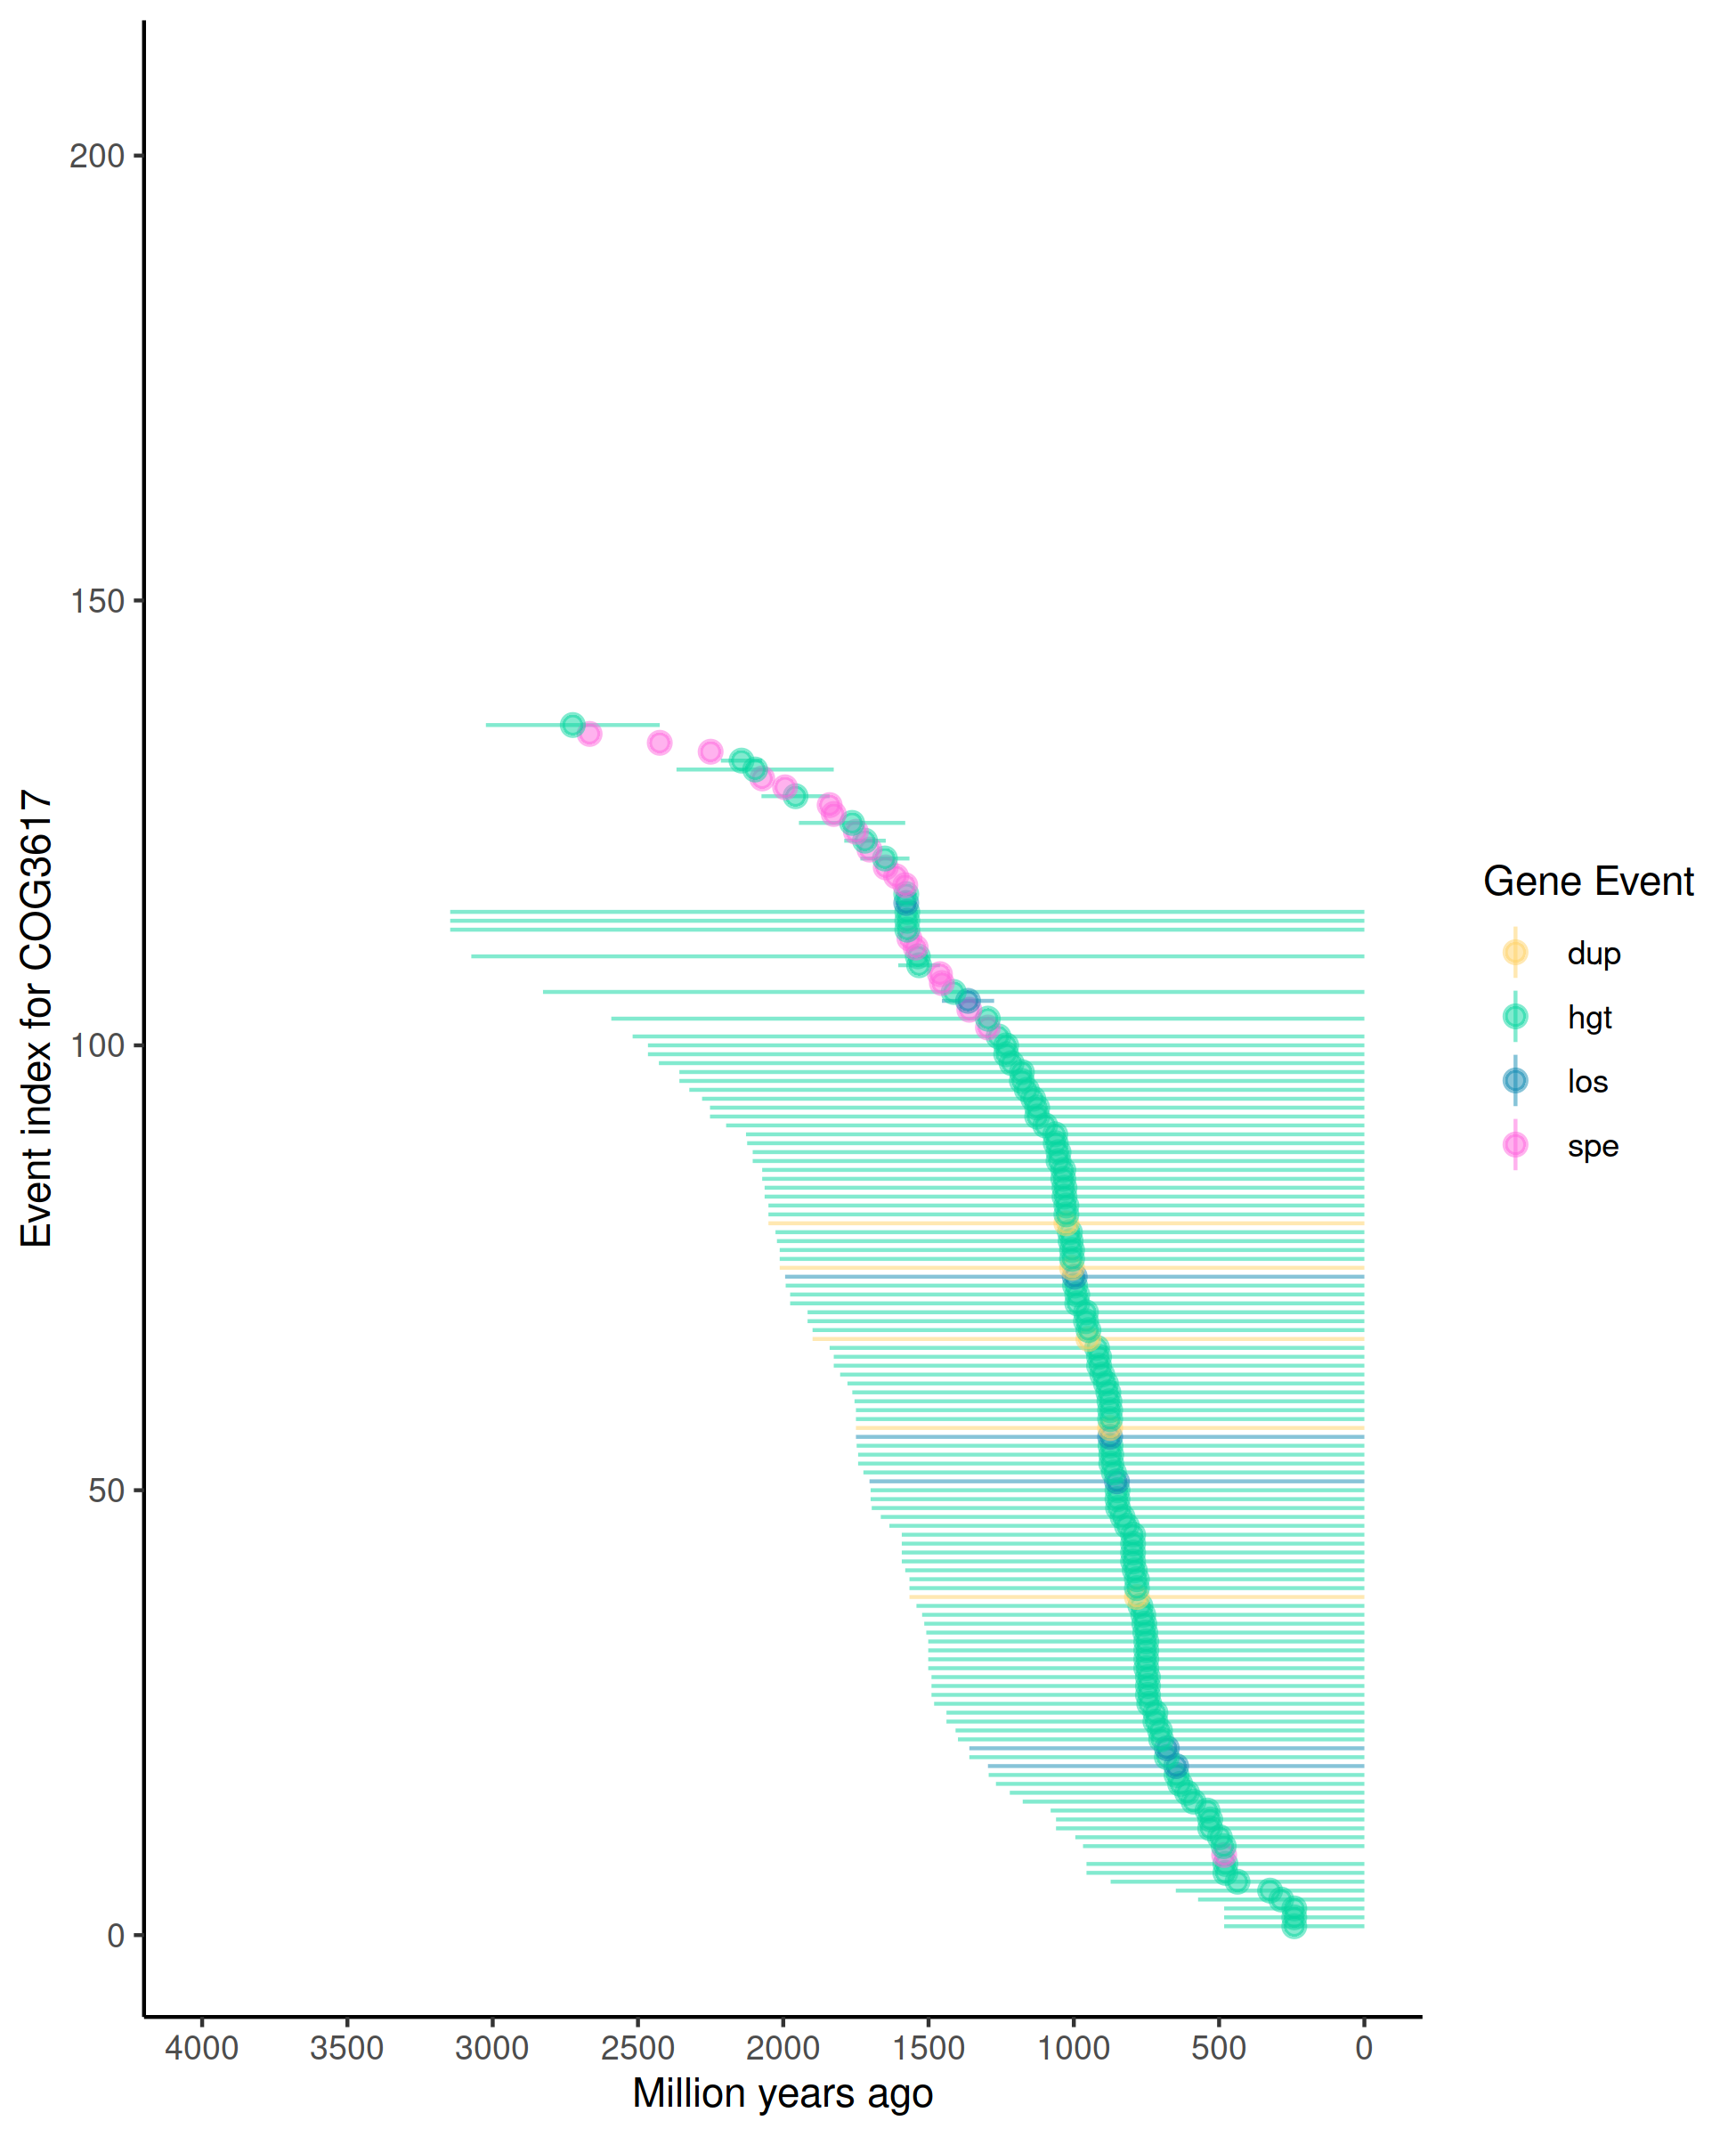 Event index for COG3617
200
150
100
50
0
4000 3500 3000 2500 2000 1500 1000 500 0
Million years ago
Gene Event
dup
hgt
los
spe